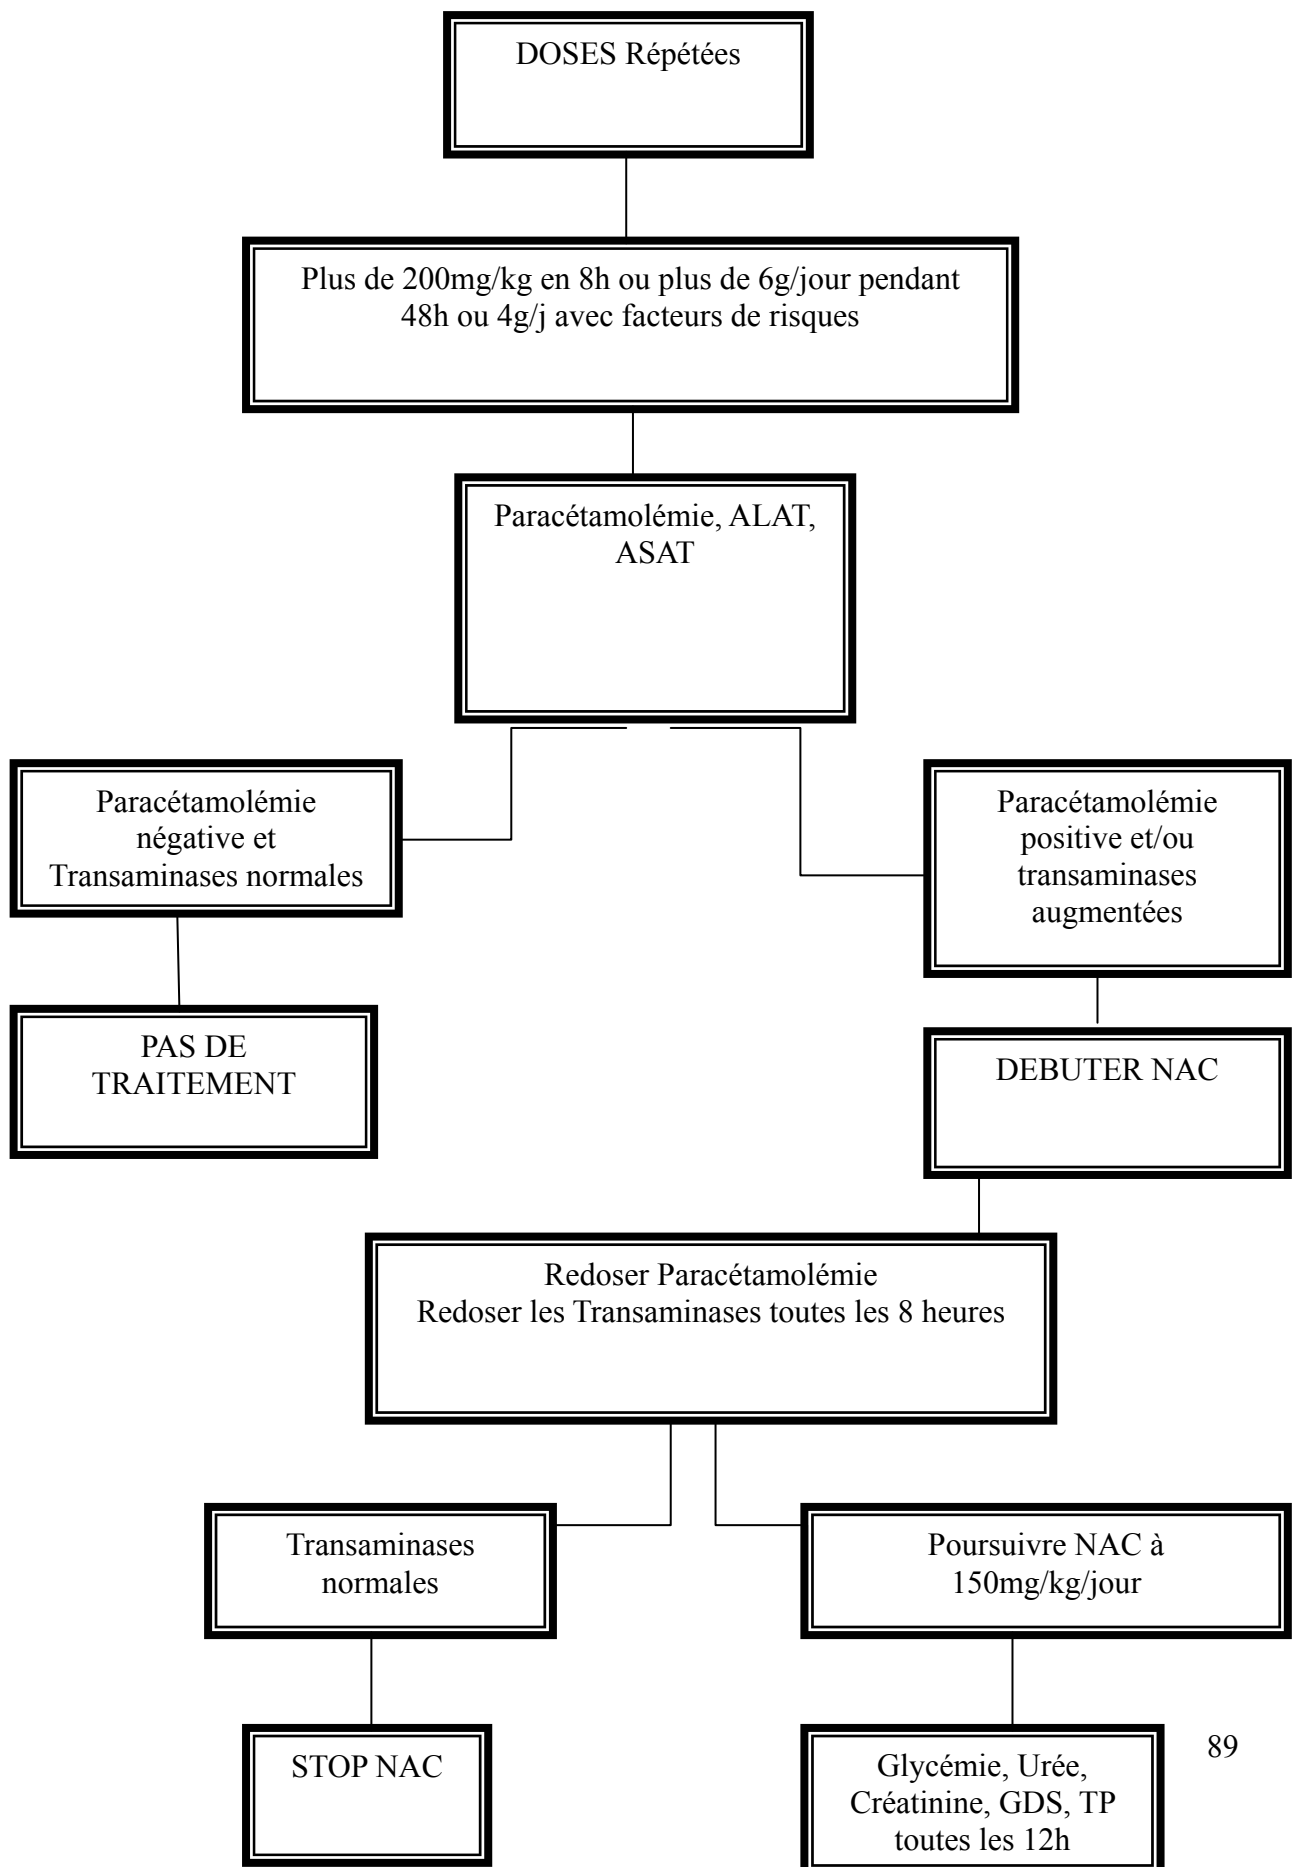 DOSES Répétées
Plus de 200mg/kg en 8h ou plus de 6g/jour pendant
48h ou 4g/j avec facteurs de risques
Paracétamolémie, ALAT,
ASAT
Paracétamolémie
négative et
Transaminases normales
Paracétamolémie
positive et/ou
transaminases
augmentées
PAS DE
TRAITEMENT
DEBUTER NAC
Redoser Paracétamolémie
Redoser les Transaminases toutes les 8 heures
Transaminases
normales
Poursuivre NAC à
150mg/kg/jour
STOP NAC
Glycémie, Urée,
Créatinine, GDS, TP
toutes les 12h
89